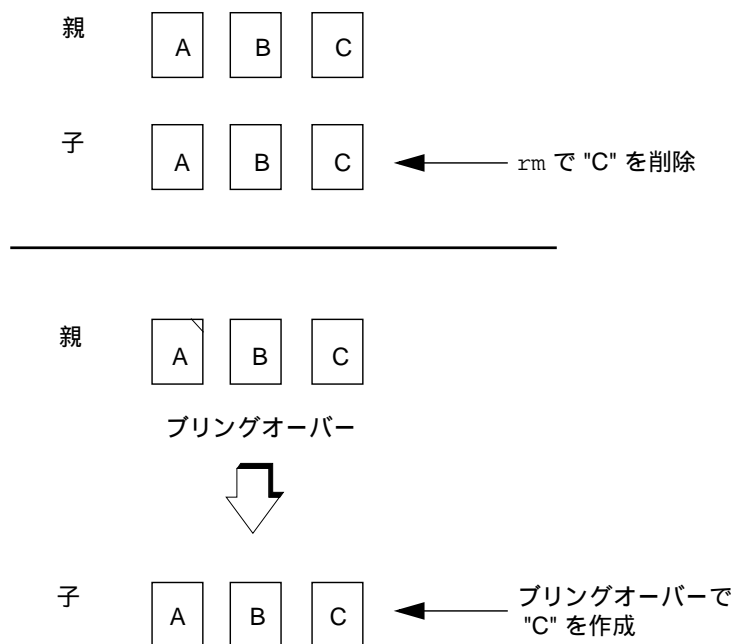 親 A B C
子 A B C rm で "C" を削除
親 A B C
ブリングオーバー
子 A B C ブリングオーバーで
"C" を作成